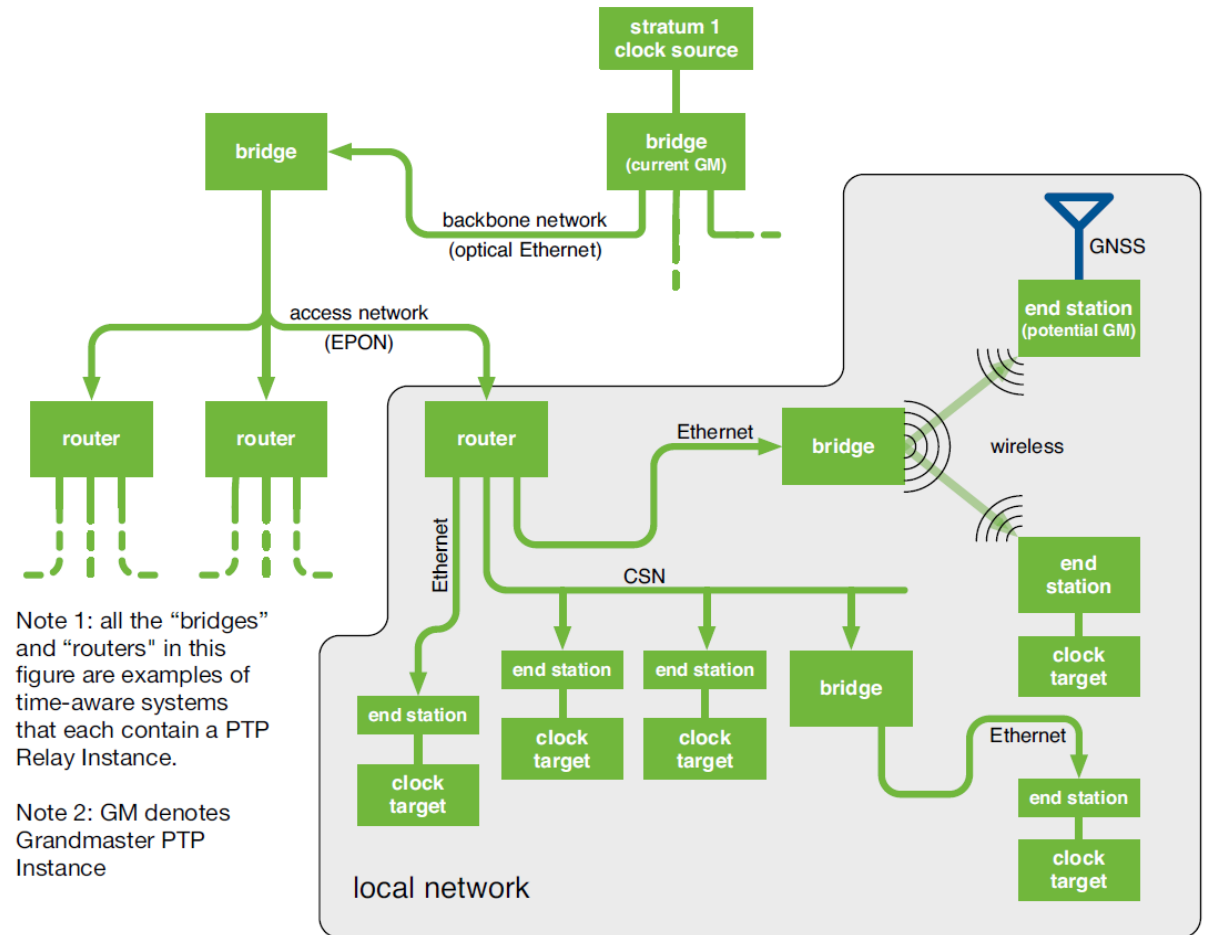 stratum 1
clock source
bridge
bridge
(current GM)
backbone network
(optical Ethernet)
GNSS
end station
(potential GM)
access network
(EPON)
router
router
router
Ethernet
bridge
wireless
Ethernet
CSN
end
station
clock
target
end station
clock
target
end station
clock
target
bridge
end station
clock
target
Ethernet
end station
clock
target
Note 1: all the “bridges”
and “routers" in this
figure are examples of
time-aware systems
that each contain a PTP
Relay Instance.
Note 2: GM denotes
Grandmaster PTP
Instance
local network